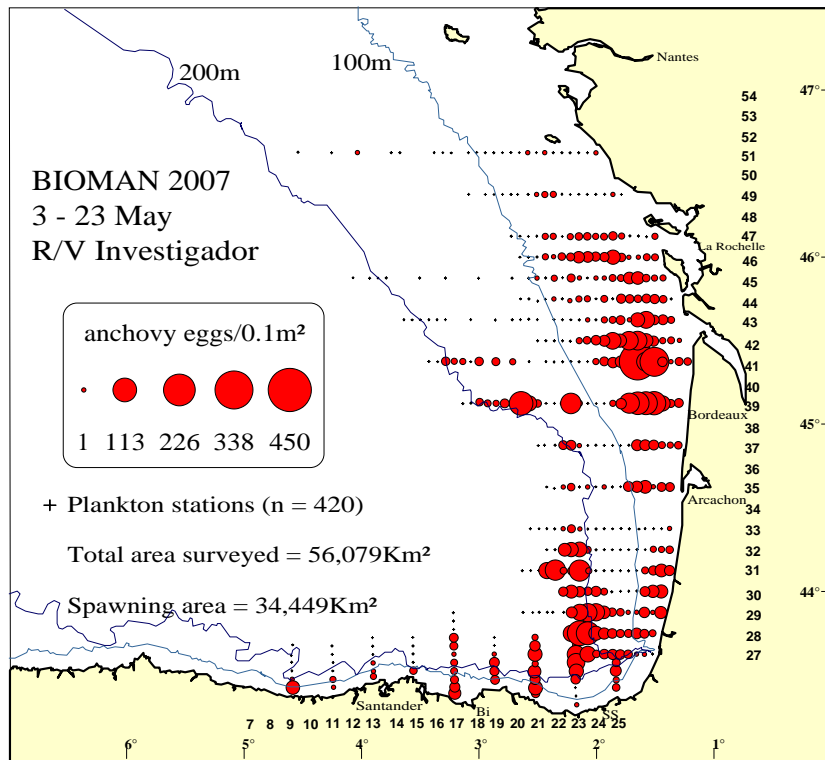 200m
100m
Nantes
47°
BIOMAN 2007
3 - 23 May
R/V Investigador
La Rochelle
46°
anchovy eggs/0.1m²
1 113 226 338 450
Bordeaux
45°
+ Plankton stations (n = 420)
Arcachon
Total area surveyed = 56,079Km²
Spawning area = 34,449Km²
44°
54
53
52
51
50
49
48
47
46
45
44
43
42
41
40
39
38
37
36
35
34
33
32
31
30
29
28
27
Santander
Bi
SS
7 8 9 10 11 12 13 14 15 16 17 18 19 20 21 22 23 24 25
6° 5° 4° 3° 2° 1°